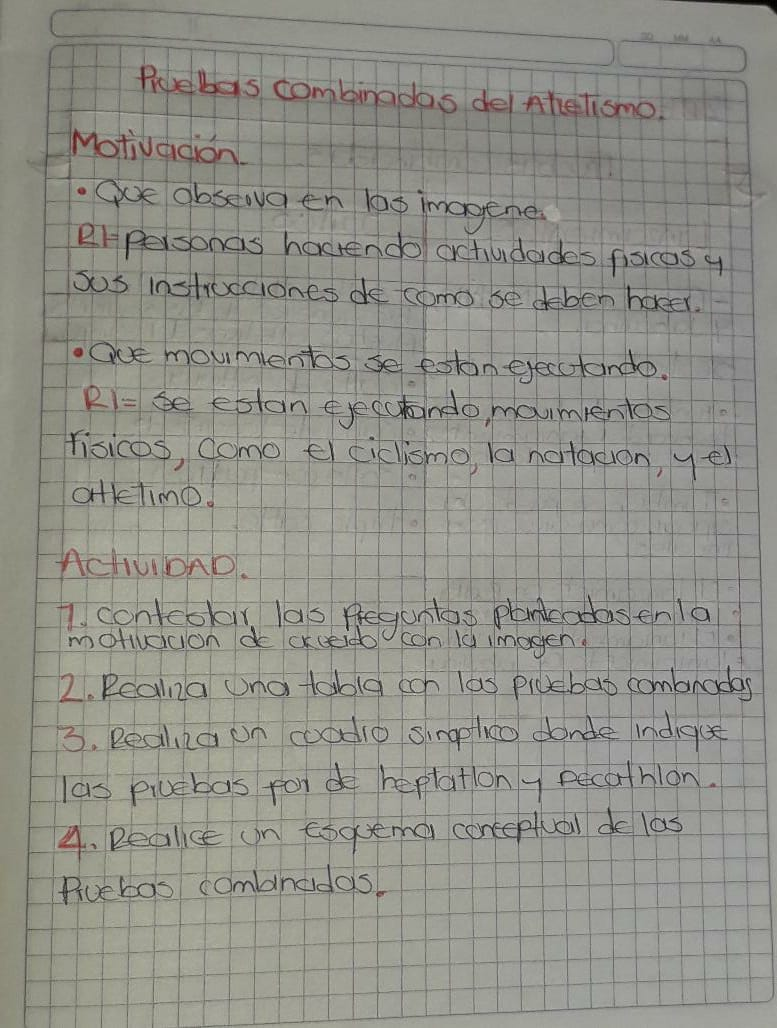 Pruebas combinadas del Atletismo.
Motivación.
• Que observa en las imagene.
R/= personas haciendo actividades fisicas y
sus instrucciones de como se deben hacer.
• Que movimientos se estan ejecutando.
R/= se estan ejecutando, movimientos
fisicos, como el ciclismo, la natacion, y el
atletimo.
Actividad.
1. contestar, las preguntas planteadas en la
motivacion de acuerdo con la imagen.
2. Realiza una tabla con las pruebas combinadas
3. Realiza un cuadro sinoptico donde indique
las pruebas por de heptatlon y Decathlon.
4. Realice un esquema conceptual de las
Pruebas combinadas.